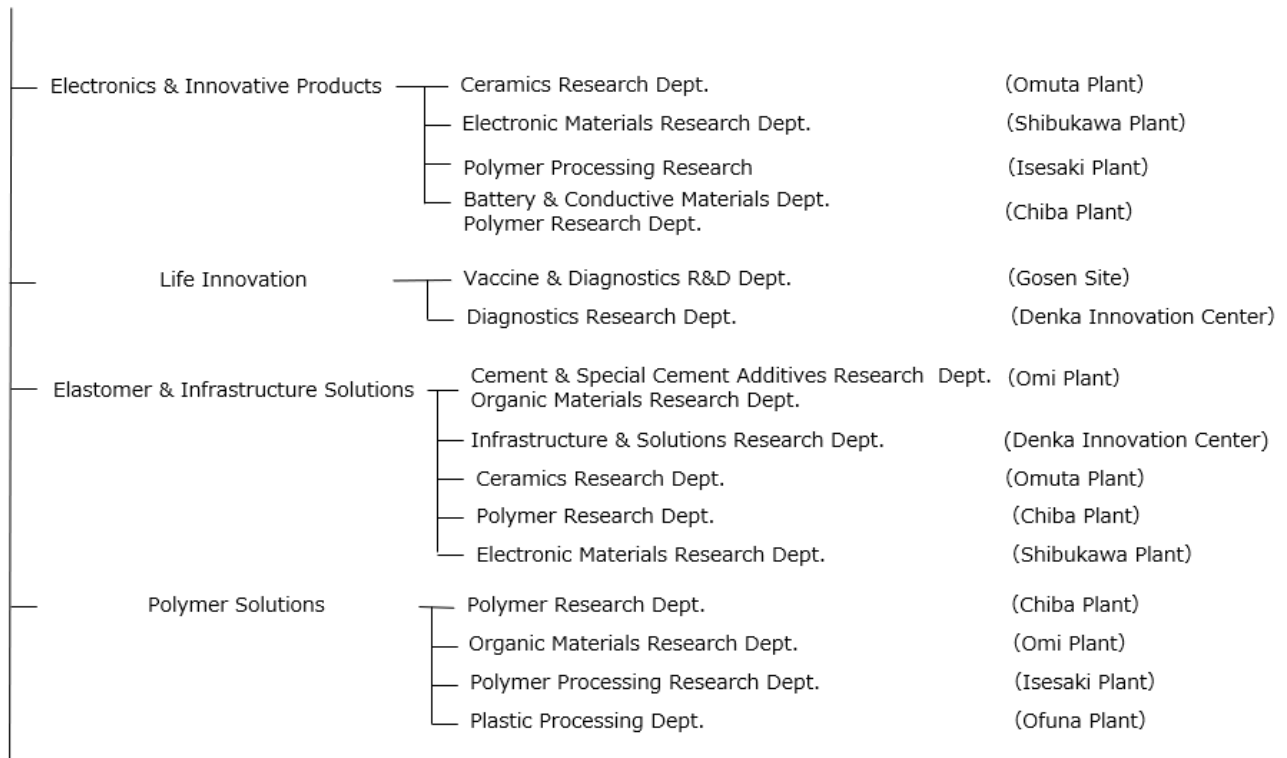 Electronics & Innovative Products Ceramics Research Dept. (Omuta Plant)
Electronic Materials Research Dept. (Shibukawa Plant)
Polymer Processing Research (Isesaki Plant)
Battery & Conductive Materials Dept.
Polymer Research Dept. (Chiba Plant)
Life Innovation Vaccine & Diagnostics R&D Dept. (Gosen Site)
Diagnostics Research Dept. (Denka Innovation Center)
Elastomer & Infrastructure Solutions Cement & Special Cement Additives Research Dept. (Omi Plant)
Organic Materials Research Dept.
Infrastructure & Solutions Research Dept. (Denka Innovation Center)
Ceramics Research Dept. (Omuta Plant)
Polymer Research Dept. (Chiba Plant)
Electronic Materials Research Dept. (Shibukawa Plant)
Polymer Solutions Polymer Research Dept. (Chiba Plant)
Organic Materials Research Dept. (Omi Plant)
Polymer Processing Research Dept. (Isesaki Plant)
Plastic Processing Dept. (Ofuna Plant)